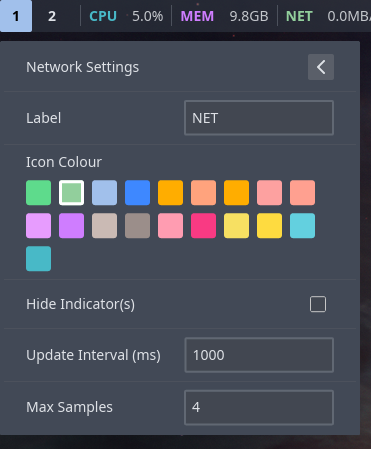 1 2 CPU 5.0% MEM 9.8GB NET 0.0MB/
Network Settings
Label NET
Icon Colour
Hide Indicator(s)
Update Interval (ms) 1000
Max Samples 4